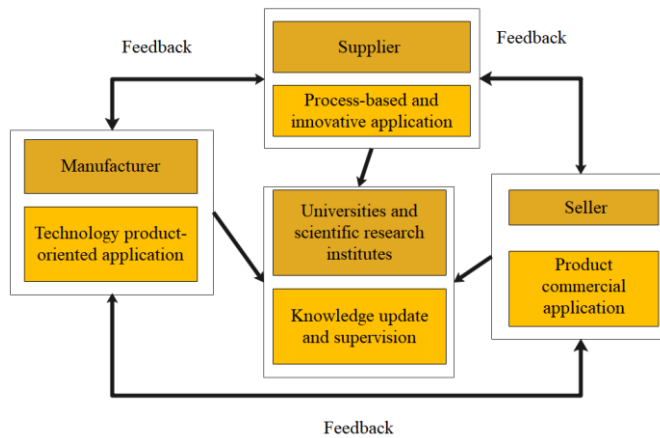 Feedback
Supplier
Feedback
Process-based and
innovative application
Manufacturer
Technology product-
oriented application
Universities and
scientific research
institutes
Knowledge update
and supervision
Seller
Product
commercial
application
Feedback